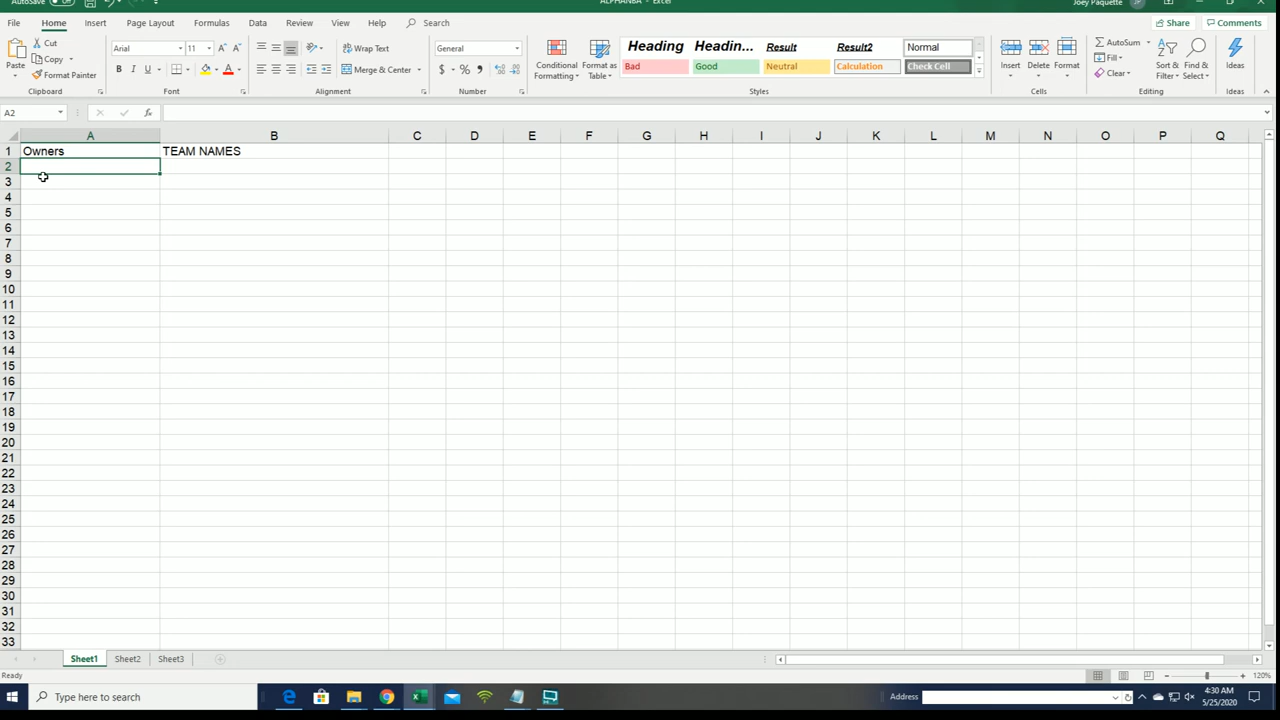 AutoSave Off ALPHANBA - Excel Joey Paquette JP
File Home Insert Page Layout Formulas Data Review View Help Search Share Comments
Paste Cut Copy Format Painter Clipboard
Arial 11 B I U A Font
Wrap Text Merge & Center Alignment
General $ % , Number
Conditional Formatting Format as Table
Heading Headin... Result Result2 Normal
Bad Good Neutral Calculation Check Cell
Styles
Insert Delete Format Cells
AutoSum Fill Clear Sort & Filter Find & Select Editing
Ideas Ideas
A2 fx
A B C D E F G H I J K L M N O P Q
1 Owners TEAM NAMES
2
3
4
5
6
7
8
9
10
11
12
13
14
15
16
17
18
19
20
21
22
23
24
25
26
27
28
29
30
31
32
33
Sheet1 Sheet2 Sheet3
Ready 120%
Type here to search Address 4:30 AM
5/25/2020